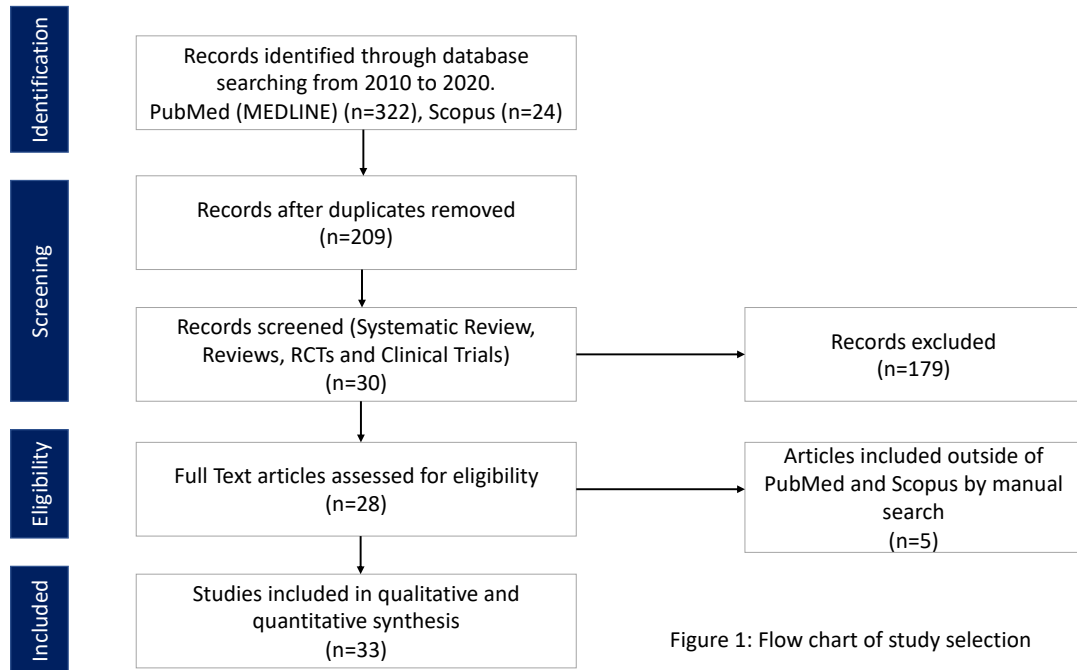 Identification
Records identified through database
searching from 2010 to 2020.
PubMed (MEDLINE) (n=322), Scopus (n=24)
Screening
Records after duplicates removed
(n=209)
Records screened (Systematic Review,
Reviews, RCTs and Clinical Trials)
(n=30)
Records excluded
(n=179)
Eligibility
Full Text articles assessed for eligibility
(n=28)
Articles included outside of
PubMed and Scopus by manual
search
(n=5)
Included
Studies included in qualitative and
quantitative synthesis
(n=33)
Figure 1: Flow chart of study selection